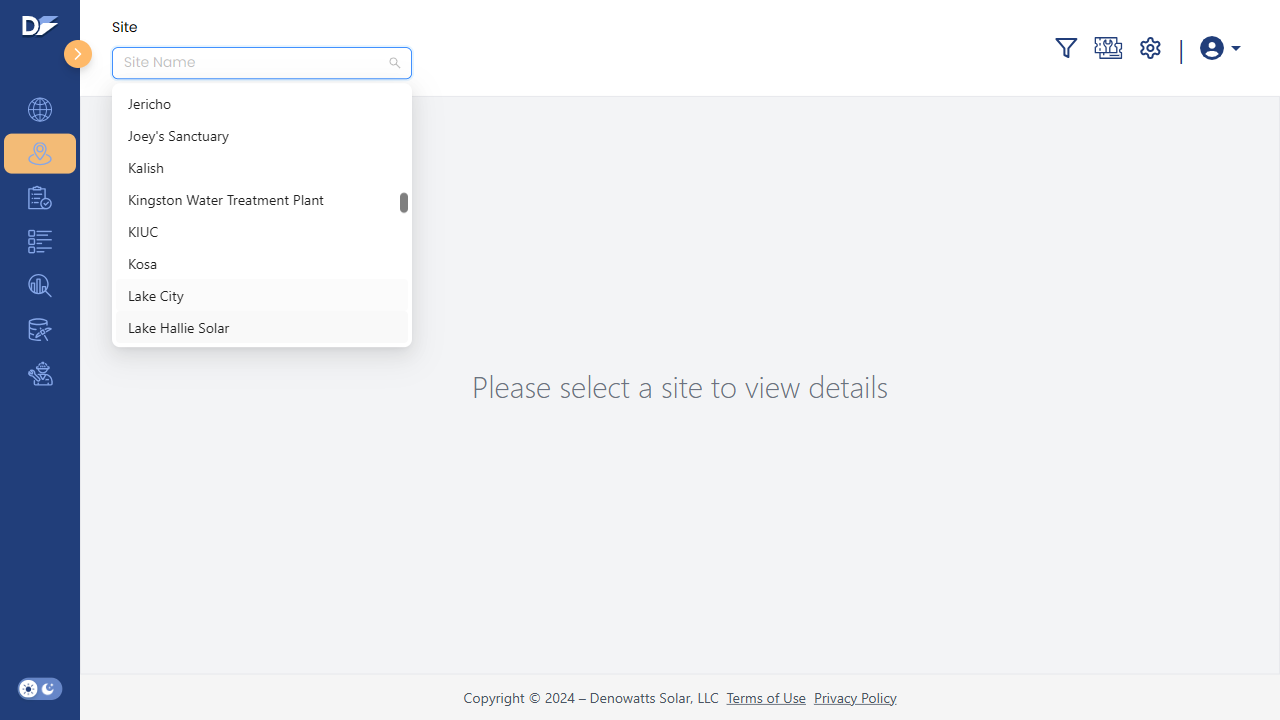 Site
Site Name
Jericho
Joey's Sanctuary
Kalish
Kingston Water Treatment Plant
KIUC
Kosa
Lake City
Lake Hallie Solar
Please select a site to view details
Copyright © 2024 – Denowatts Solar, LLC Terms of Use Privacy Policy